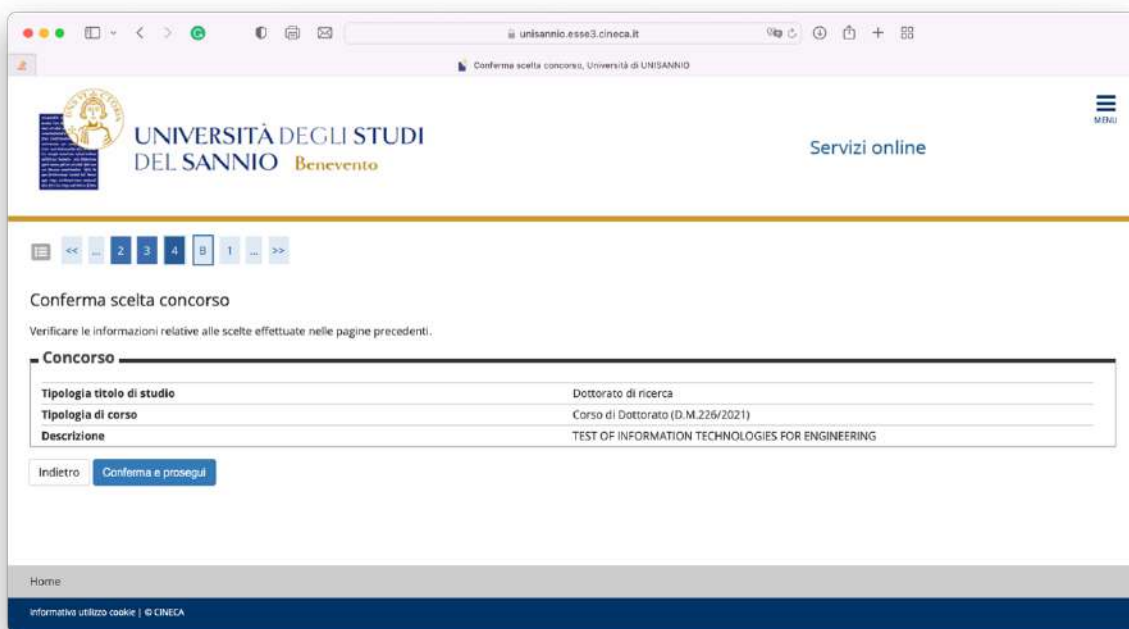 unisannio.esse3.cineca.it
Conferma scelta concorso, Università di UNISANNIO
UNIVERSITÀ DEGLI STUDI
DEL SANNIO Benevento
Servizi online
MENU
<< ... 2 3 4 B 1 ... >>
Conferma scelta concorso
Verificare le informazioni relative alle scelte effettuate nelle pagine precedenti.
Concorso
Tipologia titolo di studio Dottorato di ricerca
Tipologia di corso Corso di Dottorato (D.M.226/2021)
Descrizione TEST OF INFORMATION TECHNOLOGIES FOR ENGINEERING
Indietro Conferma e prosegui
Home
Informativa utilizzo cookie | © CINECA